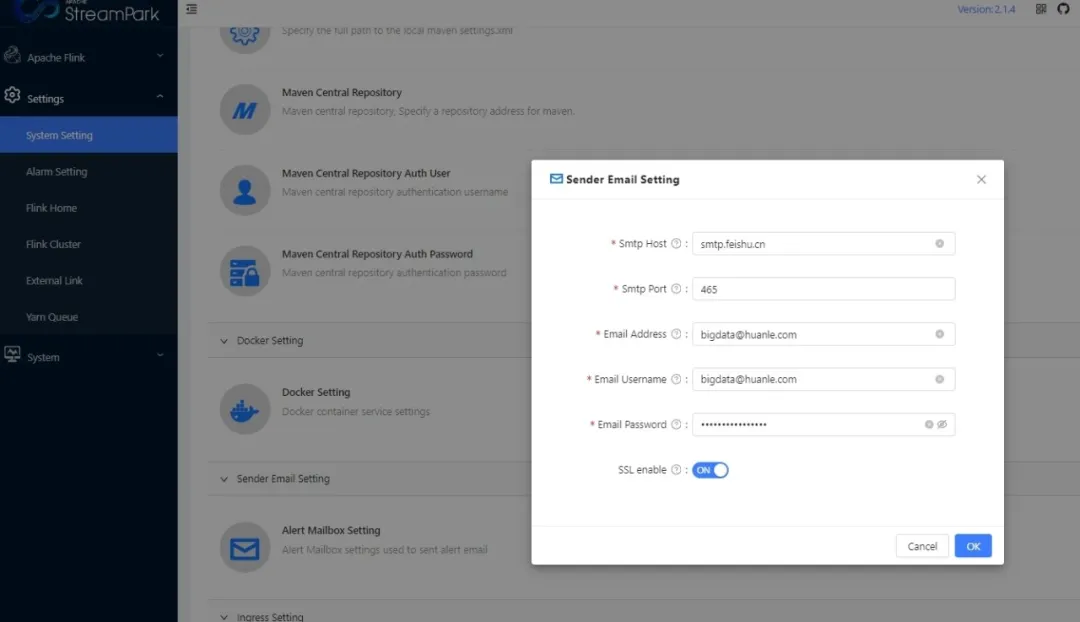 APACHE
StreamPark
Version: 2.1.4
Apache Flink
Settings
System Setting
Alarm Setting
Flink Home
Flink Cluster
External Link
Yarn Queue
System
Specify the full path to the local maven settings.xml
Maven Central Repository
Maven central repository, Specify a repository address for maven.
Maven Central Repository Auth User
Maven central repository authentication username
Maven Central Repository Auth Password
Maven central repository authentication password
Docker Setting
Docker Setting
Docker container service settings
Sender Email Setting
Alert Mailbox Setting
Alert Mailbox settings used to sent alert email
Ingress Setting
Sender Email Setting
* Smtp Host : smtp.feishu.cn
* Smtp Port : 465
* Email Address : bigdata@huanle.com
* Email Username : bigdata@huanle.com
* Email Password : ••••••••••••••••
SSL enable : ON
Cancel OK